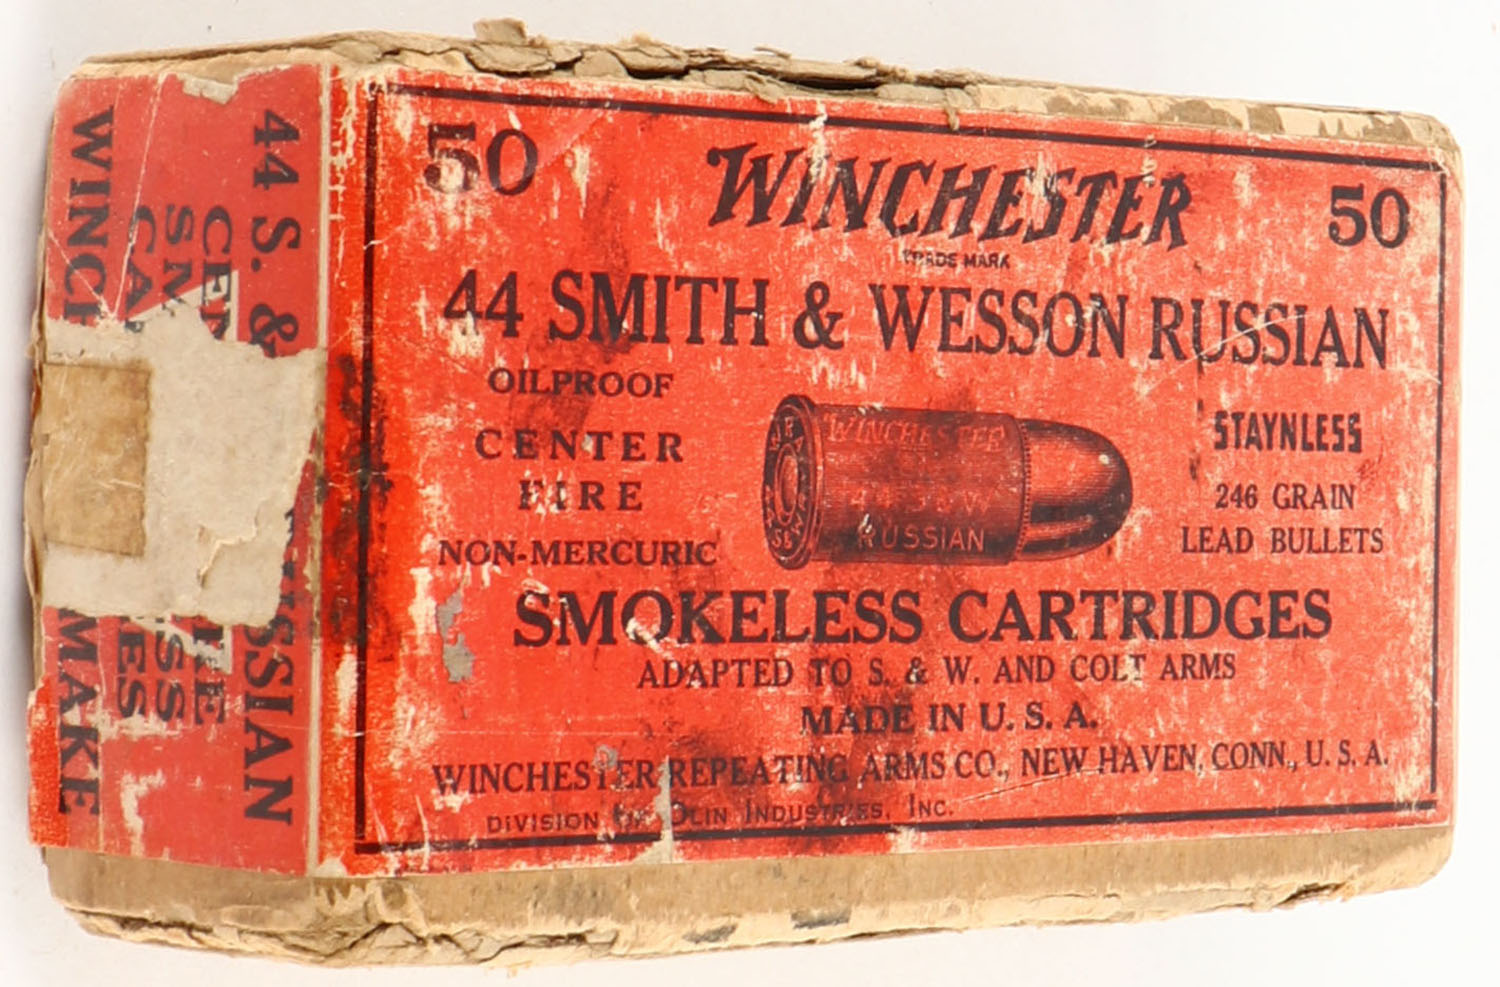 50 WINCHESTER 50
TRADE MARK
44 SMITH & WESSON RUSSIAN
OILPROOF
CENTER
FIRE
NON-MERCURIC
WINCHESTER
RUSSIAN
STAYNLESS
246 GRAIN
LEAD BULLETS
SMOKELESS CARTRIDGES
ADAPTED TO S. & W. AND COLT ARMS
MADE IN U. S. A.
WINCHESTER REPEATING ARMS CO., NEW HAVEN, CONN., U. S. A.
DIVISION OF OLIN INDUSTRIES, INC.
44 S. & RUSSIAN
MAKE